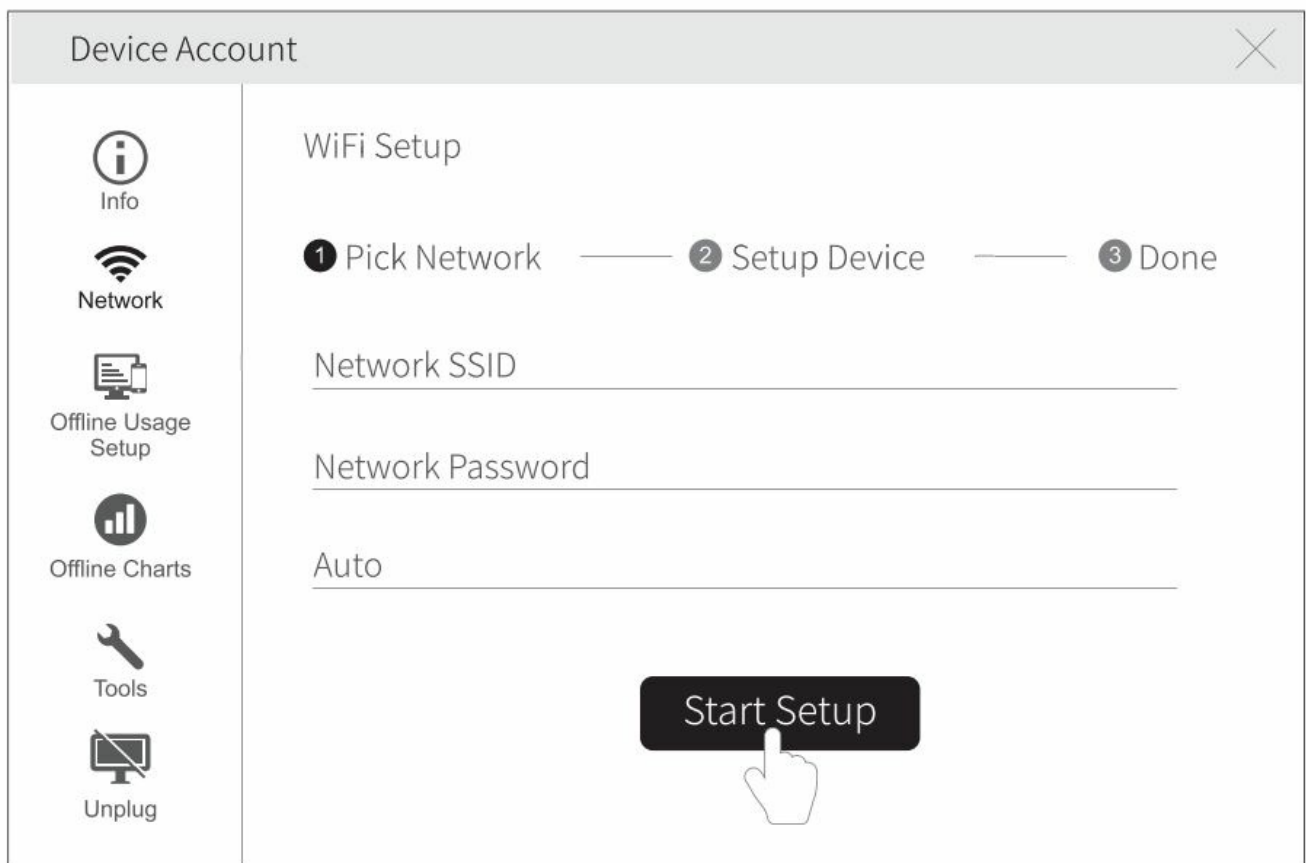 Device Account
Info
Network
Offline Usage
Setup
Offline Charts
Tools
Unplug
WiFi Setup
1 Pick Network 2 Setup Device 3 Done
Network SSID
Network Password
Auto
Start Setup